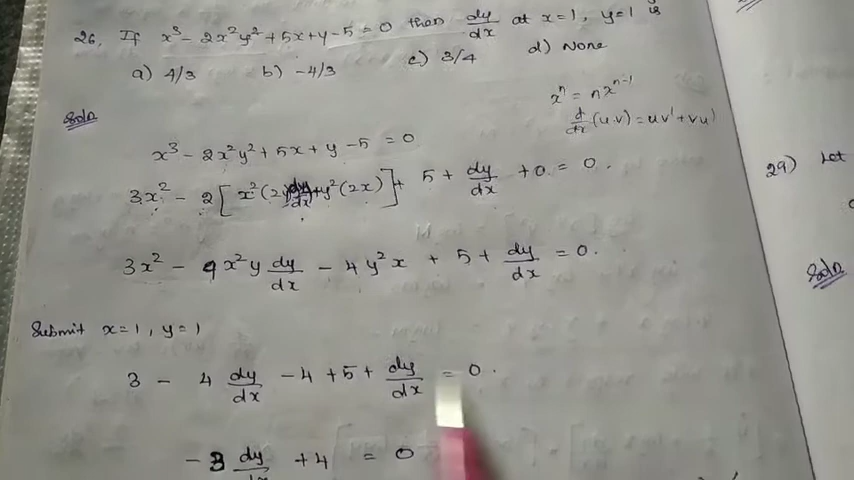 26. If x³ - 2x²y² + 5x + y - 5 = 0 then dy/dx at x=1, y=1 is
a) 4/3 b) -4/3 c) 3/4 d) None
Soln
xⁿ = nxⁿ⁻¹
d/dx (u.v) = uv' + vu'
x³ - 2x²y² + 5x + y - 5 = 0
3x² - 2[x²(2y dy/dx + y²(2x)] + 5 + dy/dx + 0 = 0.
3x² - 4x²y dy/dx - 4y²x + 5 + dy/dx = 0.
Submit x=1, y=1
3 - 4 dy/dx - 4 + 5 + dy/dx = 0.
-3 dy/dx + 4 = 0
29) Let
Soln